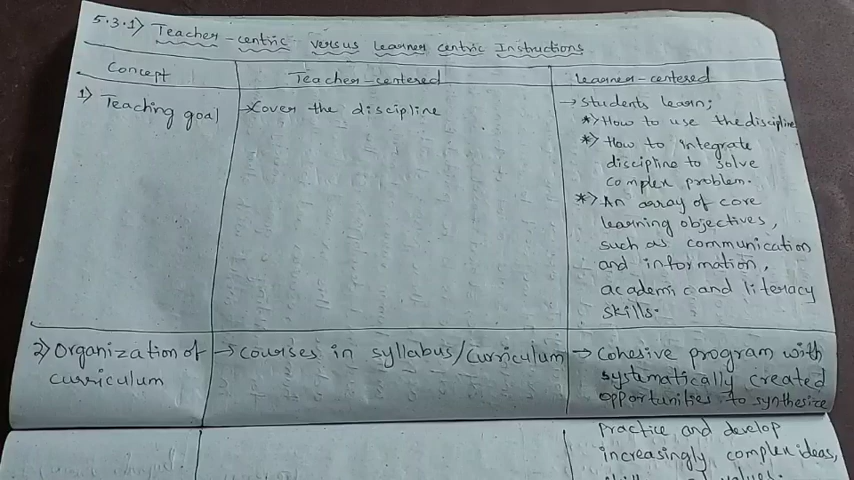 5.3.1) Teacher-centric versus learner centric Instructions
Concept Teacher-centered Learner-centered
1) Teaching goal
→ Cover the discipline
→ Students learn;
*) How to use the discipline
*) How to integrate
discipline to solve
complex problem.
*) An array of core
learning objectives,
such as communication
and information,
academic and literacy
skills.
2) Organization of
curriculum
→ Courses in syllabus/Curriculum
→ Cohesive program with
systematically created
opportunities to synthesize
practice and develop
increasingly complex ideas,